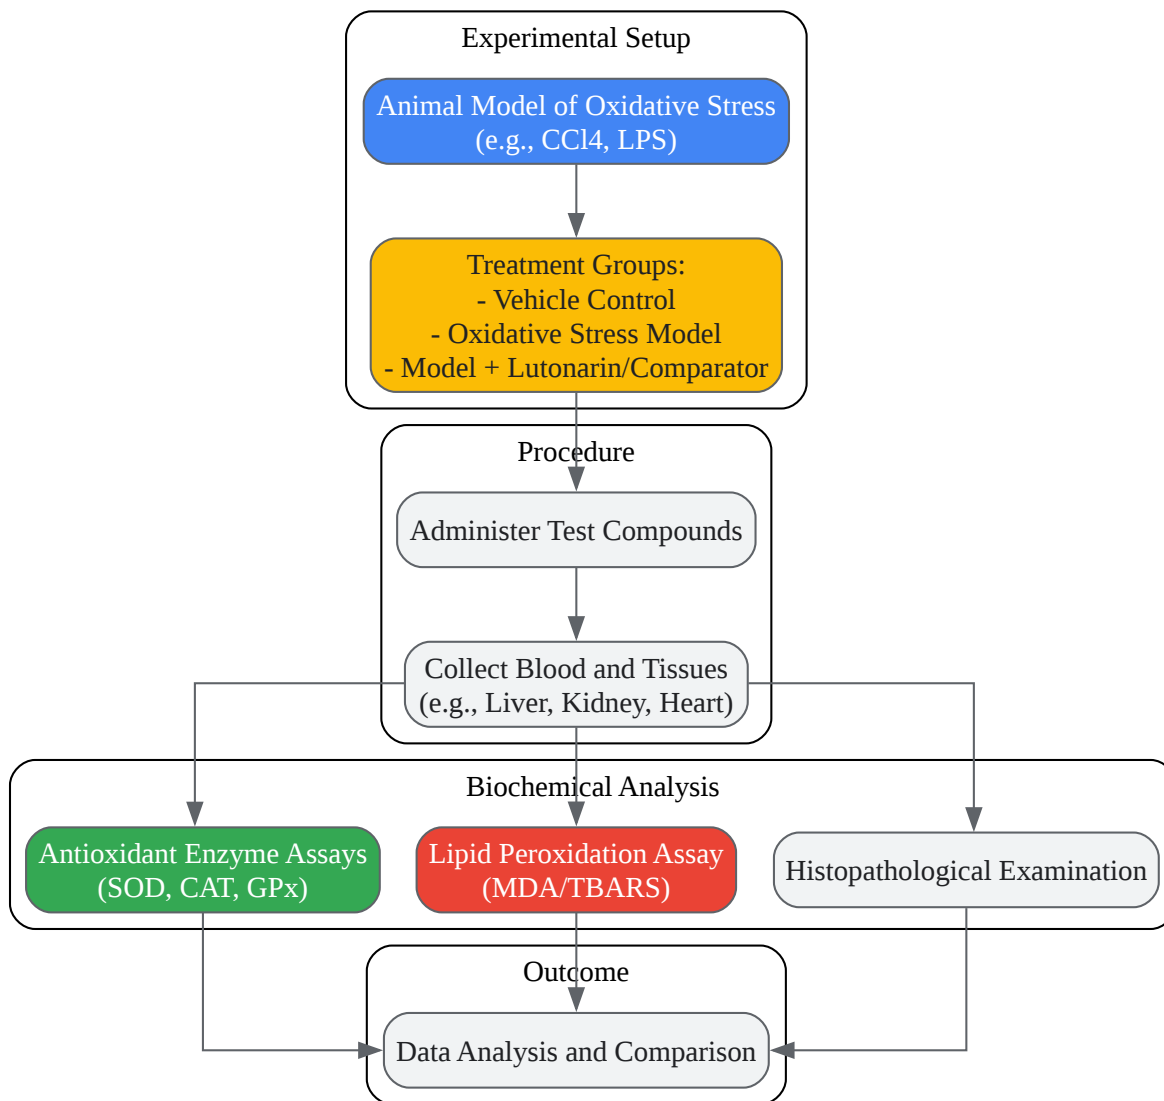 Experimental Setup
Animal Model of Oxidative Stress
(e.g., CCl4, LPS)
Treatment Groups:
- Vehicle Control
- Oxidative Stress Model
- Model + Lutonarin/Comparator
Procedure
Administer Test Compounds
Collect Blood and Tissues
(e.g., Liver, Kidney, Heart)
Biochemical Analysis
Antioxidant Enzyme Assays
(SOD, CAT, GPx)
Lipid Peroxidation Assay
(MDA/TBARS)
Histopathological Examination
Outcome
Data Analysis and Comparison